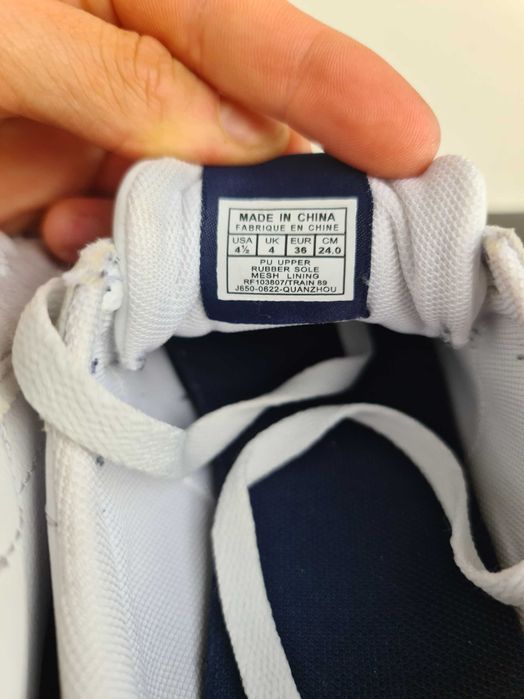 MADE IN CHINA
FABRIQUE EN CHINE
USA UK EUR CM
4½ 4 36 24.0
PU UPPER
RUBBER SOLE
MESH LINING
RF103807/TRAIN 89
J650-0622-QUANZHOU